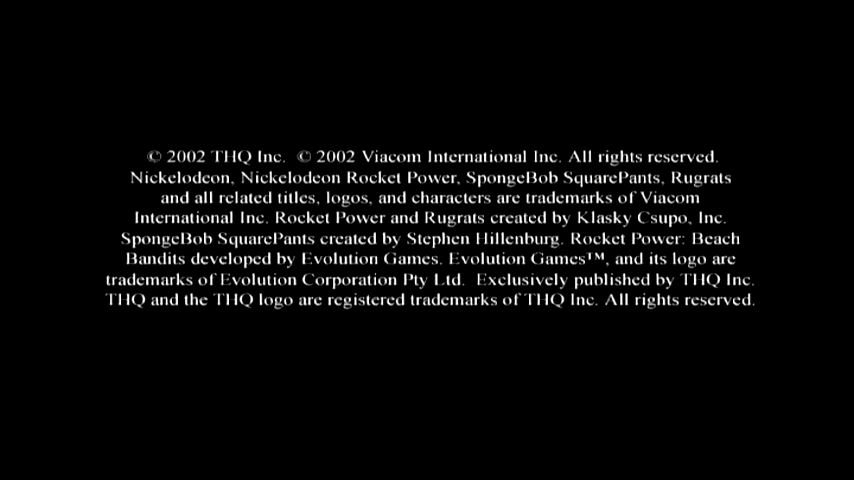 © 2002 THQ Inc.  © 2002 Viacom International Inc. All rights reserved.
Nickelodeon, Nickelodeon Rocket Power, SpongeBob SquarePants, Rugrats
and all related titles, logos, and characters are trademarks of Viacom
International Inc. Rocket Power and Rugrats created by Klasky Csupo, Inc.
SpongeBob SquarePants created by Stephen Hillenburg. Rocket Power: Beach
Bandits developed by Evolution Games. Evolution Games™, and its logo are
trademarks of Evolution Corporation Pty Ltd.  Exclusively published by THQ Inc.
THQ and the THQ logo are registered trademarks of THQ Inc. All rights reserved.